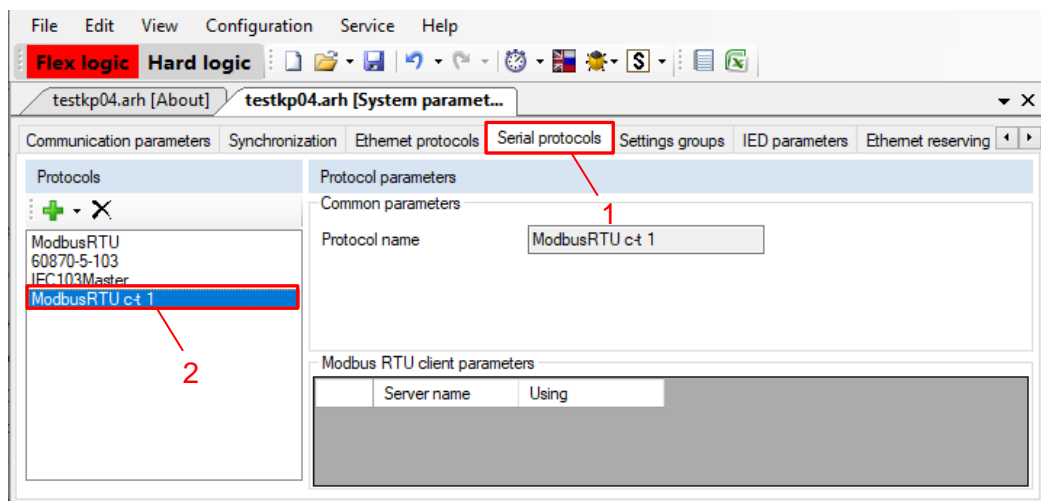 File Edit View Configuration Service Help
Flex logic Hard logic S
testkp04.arh [About] testkp04.arh [System paramet...
Communication parameters Synchronization Ethernet protocols Serial protocols Settings groups IED parameters Ethernet reserving
Protocols Protocol parameters
Common parameters
1
Protocol name ModbusRTU c-t 1
ModbusRTU
60870-5-103
IEC103Master
ModbusRTU c-t 1
2
Modbus RTU client parameters
Server name Using